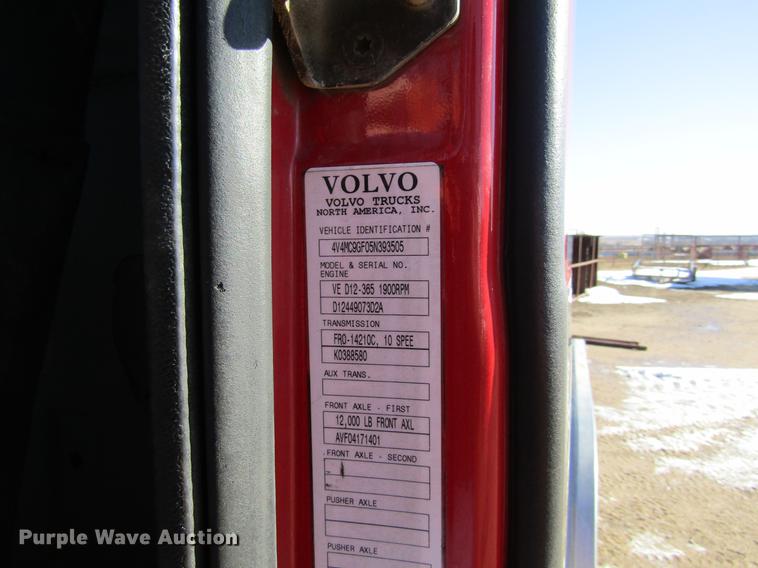 VOLVO
VOLVO TRUCKS
NORTH AMERICA, INC.
VEHICLE IDENTIFICATION #
4V4MC9GF05N393505
MODEL & SERIAL NO.
ENGINE
VE D12-365 1900RPM
D12449073D2A
TRANSMISSION
FRO-14210C, 10 SPEE
K0388580
AUX TRANS.
FRONT AXLE - FIRST
12,000 LB FRONT AXL
AVF04171401
FRONT AXLE - SECOND
PUSHER AXLE
PUSHER AXLE
Purple Wave Auction